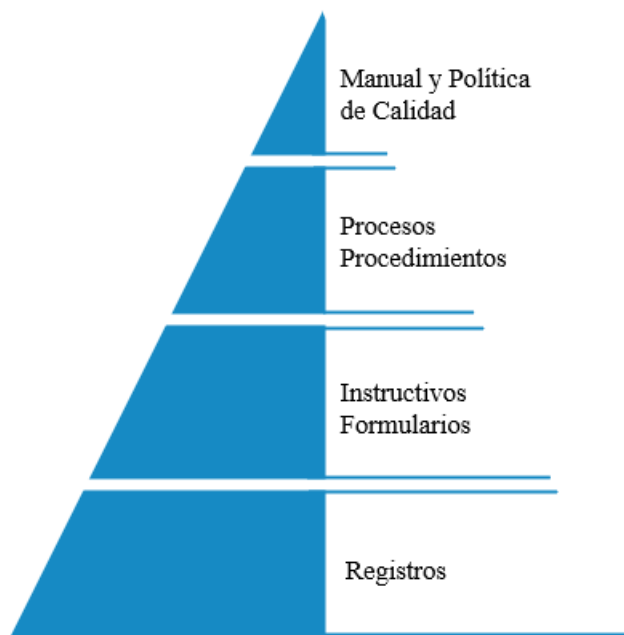 Manual y Política
de Calidad
Procesos
Procedimientos
Instructivos
Formularios
Registros